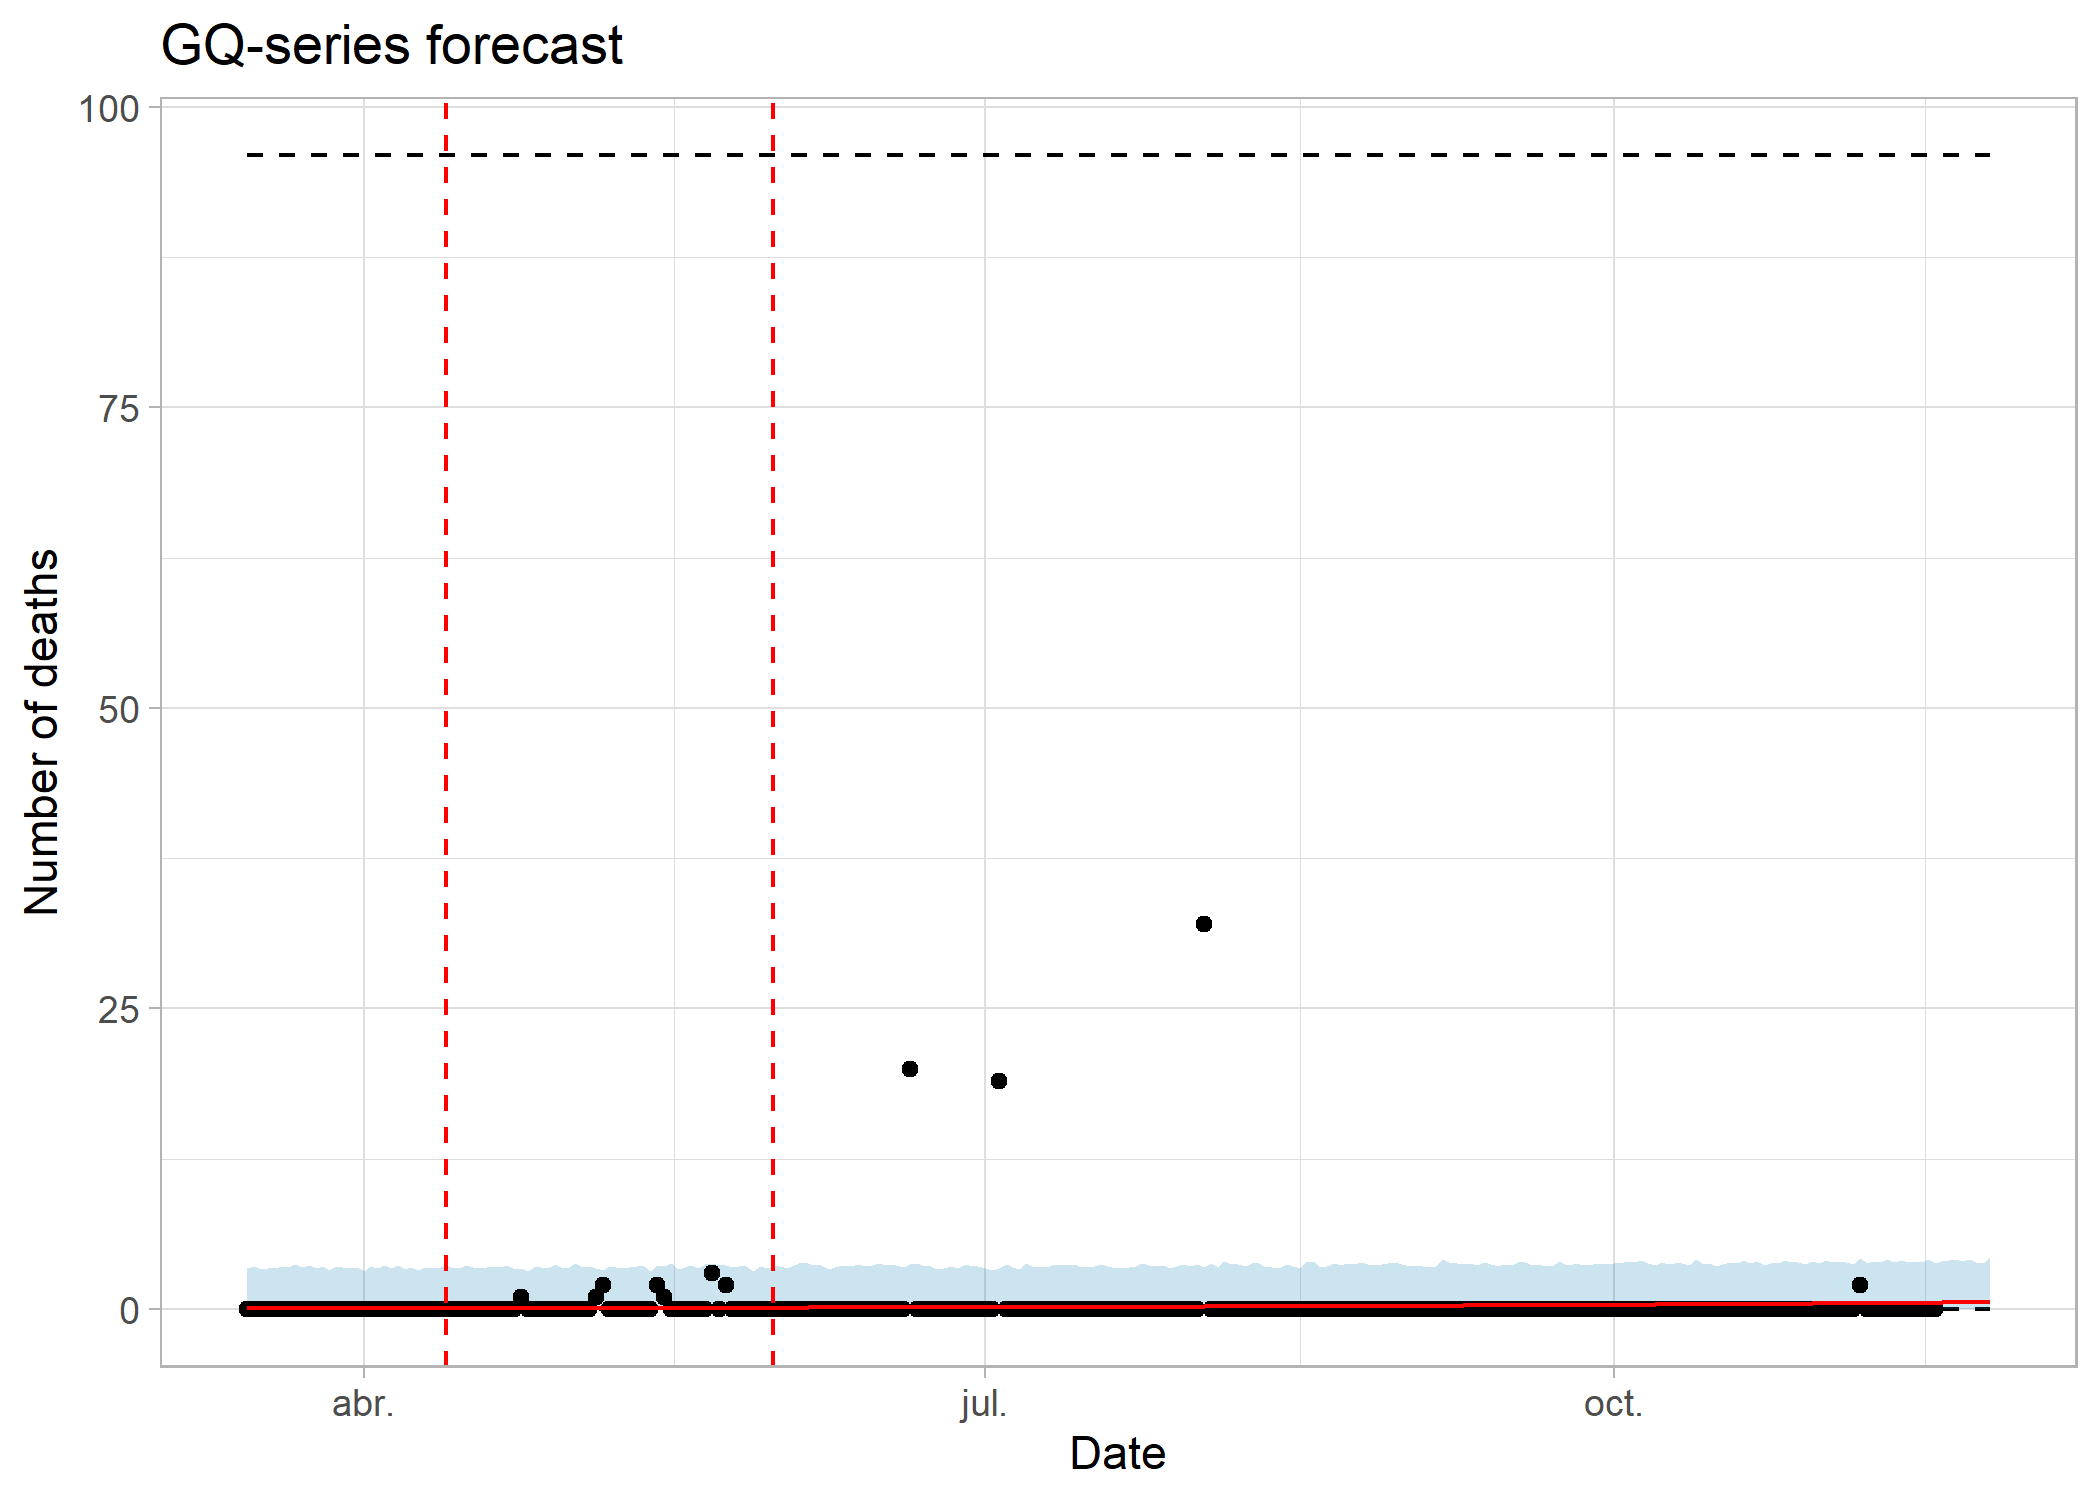 GQ-series forecast
100
75
50
25
0
Number of deaths
abr.
jul.
oct.
Date